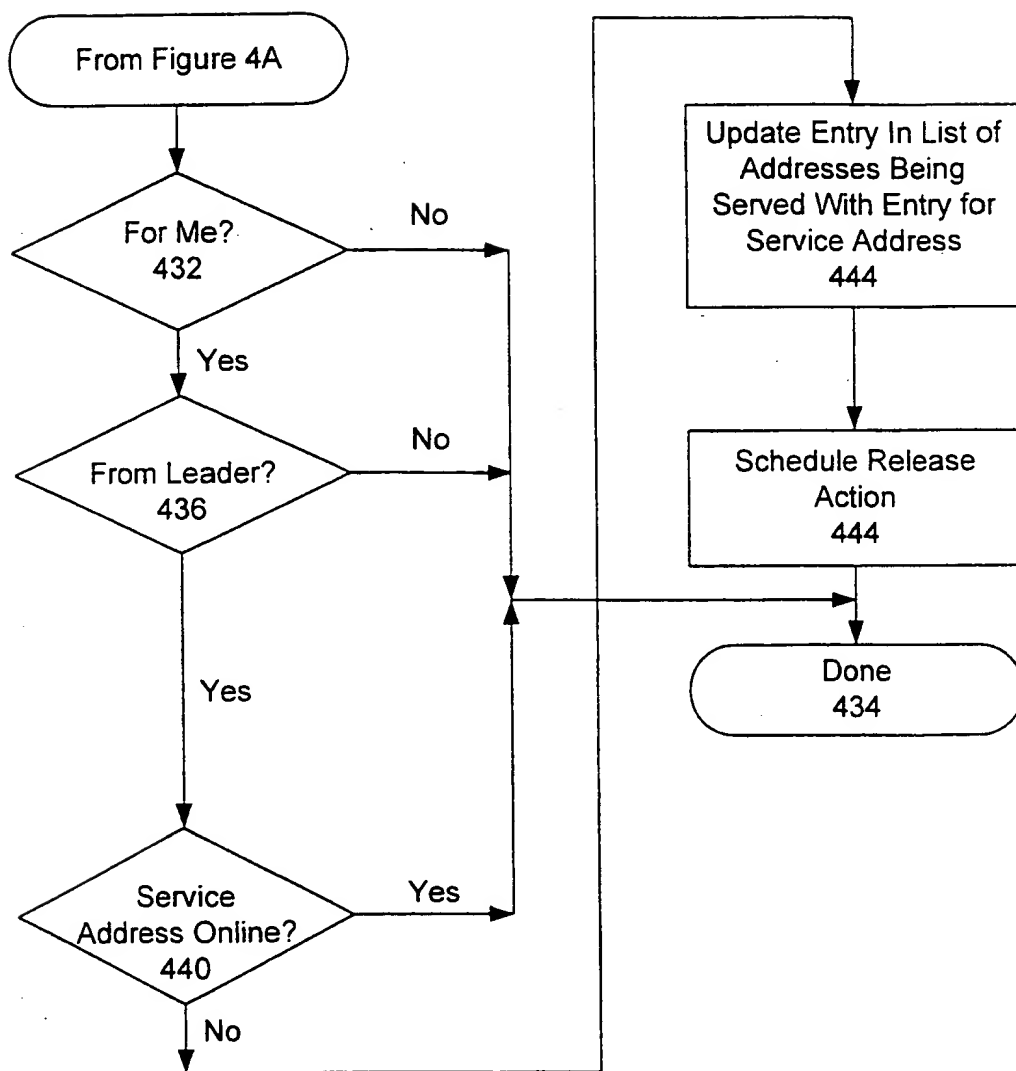 From Figure 4A
For Me?
432
No
Yes
From Leader?
436
No
Yes
Service
Address Online?
440
Yes
No
Update Entry In List of
Addresses Being
Served With Entry for
Service Address
444
Schedule Release
Action
444
Done
434